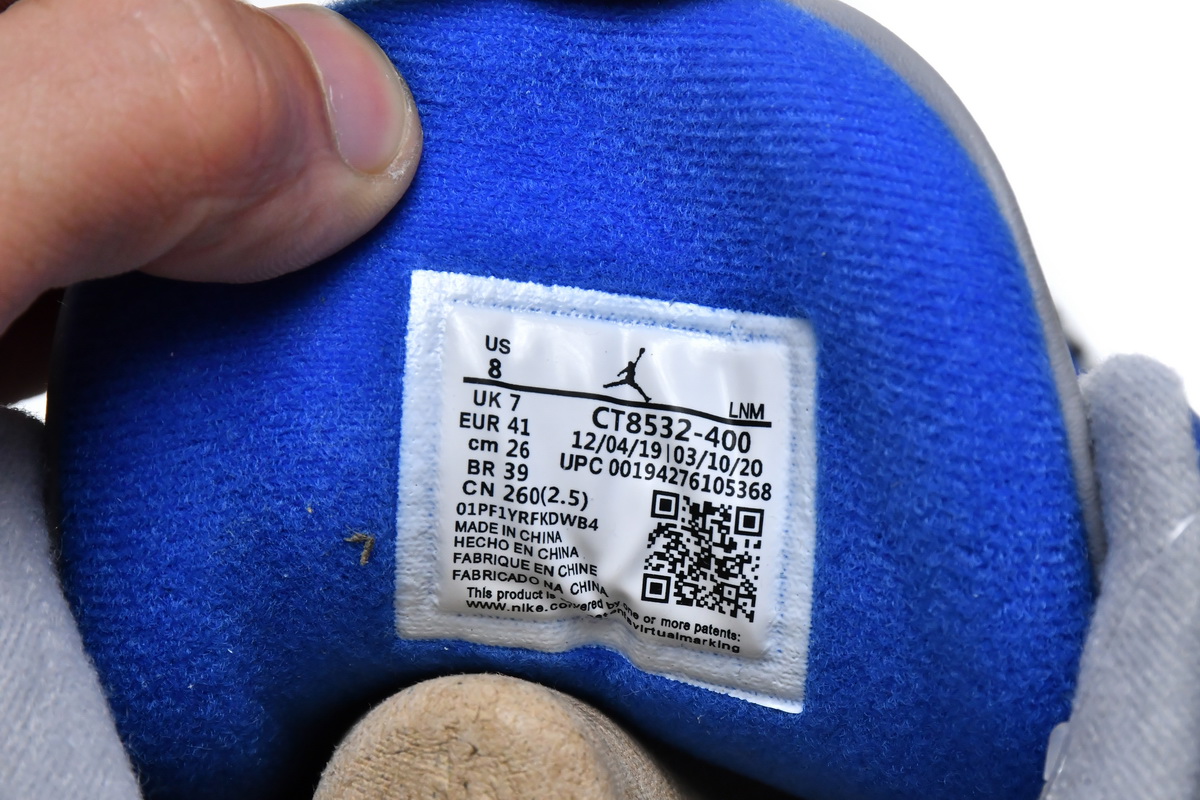 US
8
LNM
UK 7
EUR 41
cm 26
BR 39
CN 260(2.5)
CT8532-400
12/04/19|03/10/20
UPC 00194276105368
01PF1YRFKDWB4
MADE IN CHINA
HECHO EN CHINA
FABRIQUE EN CHINE
FABRICADO NA CHINA
This product is covered by one or more patents:
www.nike.com
virtualmarking